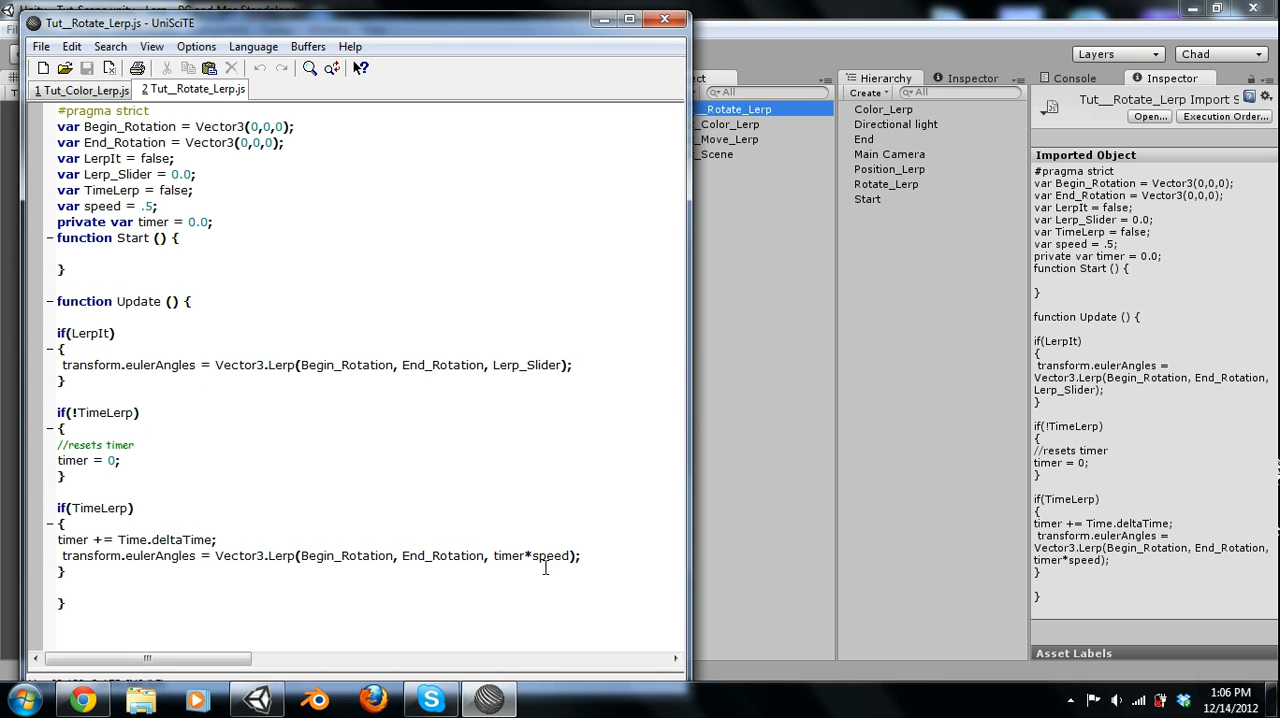 Tut__Rotate_Lerp.js - UniSciTE
File Edit Search View Options Language Buffers Help
1 Tut_Color_Lerp.js 2 Tut__Rotate_Lerp.js
#pragma strict
var Begin_Rotation = Vector3(0,0,0);
var End_Rotation = Vector3(0,0,0);
var LerpIt = false;
var Lerp_Slider = 0.0;
var TimeLerp = false;
var speed = .5;
private var timer = 0.0;
function Start () {
}
function Update () {
if(LerpIt)
{
transform.eulerAngles = Vector3.Lerp(Begin_Rotation, End_Rotation, Lerp_Slider);
}
if(!TimeLerp)
{
//resets timer
timer = 0;
}
if(TimeLerp)
{
timer += Time.deltaTime;
transform.eulerAngles = Vector3.Lerp(Begin_Rotation, End_Rotation, timer*speed);
}
}
Layers Chad
ect
All
_Rotate_Lerp
_Color_Lerp
_Move_Lerp
_Scene
Hierarchy Inspector
Create All
Color_Lerp
Directional light
End
Main Camera
Position_Lerp
Rotate_Lerp
Start
Console Inspector
Tut__Rotate_Lerp Import S
Open... Execution Order...
Imported Object
#pragma strict
var Begin_Rotation = Vector3(0,0,0);
var End_Rotation = Vector3(0,0,0);
var LerpIt = false;
var Lerp_Slider = 0.0;
var TimeLerp = false;
var speed = .5;
private var timer = 0.0;
function Start () {
}
function Update () {
if(LerpIt)
{
transform.eulerAngles =
Vector3.Lerp(Begin_Rotation, End_Rotation,
Lerp_Slider);
}
if(!TimeLerp)
{
//resets timer
timer = 0;
}
if(TimeLerp)
{
timer += Time.deltaTime;
transform.eulerAngles =
Vector3.Lerp(Begin_Rotation, End_Rotation,
timer*speed);
}
}
Asset Labels
1:06 PM
12/14/2012